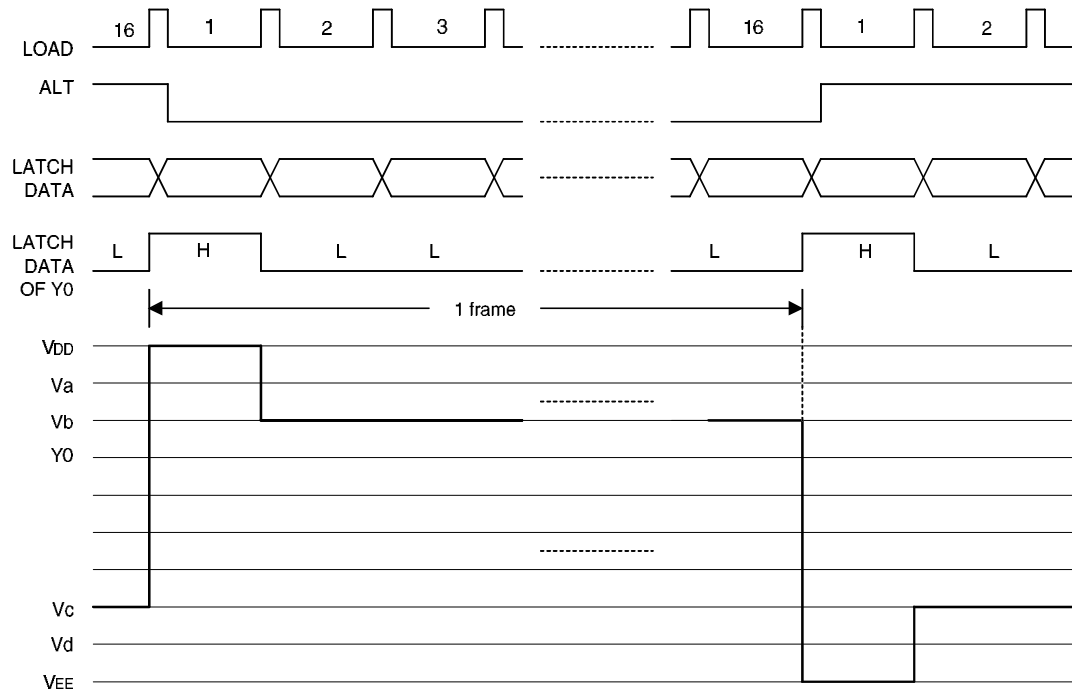 16 1 2 3 16 1 2
LOAD
ALT
LATCH
DATA
LATCH
DATA
OF Y0
L H L L L H L
1 frame
VDD
Va
Vb
Y0
Vc
Vd
VEE